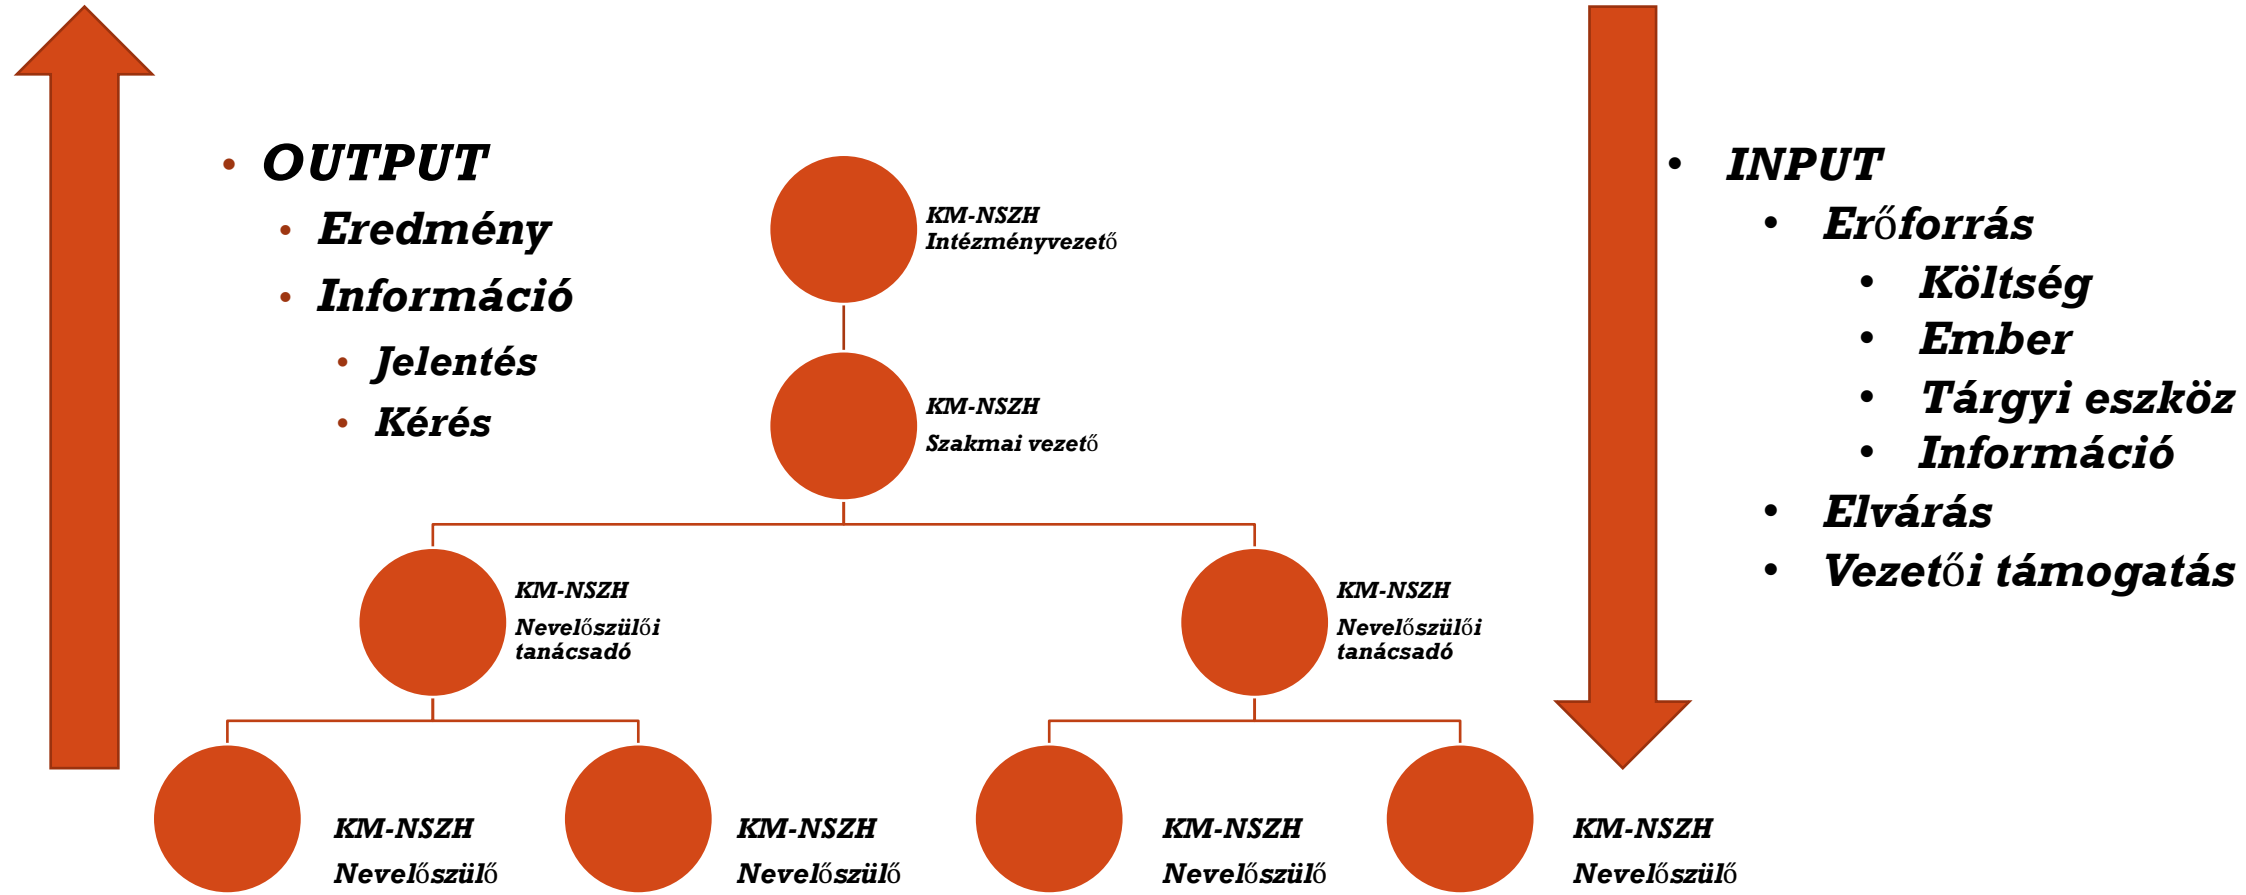 OUTPUT
Eredmény
Információ
Jelentés
Kérés
KM-NSZH
Intézményvezető
KM-NSZH
Szakmai vezető
KM-NSZH
Nevelőszülői
tanácsadó
KM-NSZH
Nevelőszülői
tanácsadó
KM-NSZH
Nevelőszülő
KM-NSZH
Nevelőszülő
KM-NSZH
Nevelőszülő
KM-NSZH
Nevelőszülő
INPUT
Erőforrás
Költség
Ember
Tárgyi eszköz
Információ
Elvárás
Vezetői támogatás